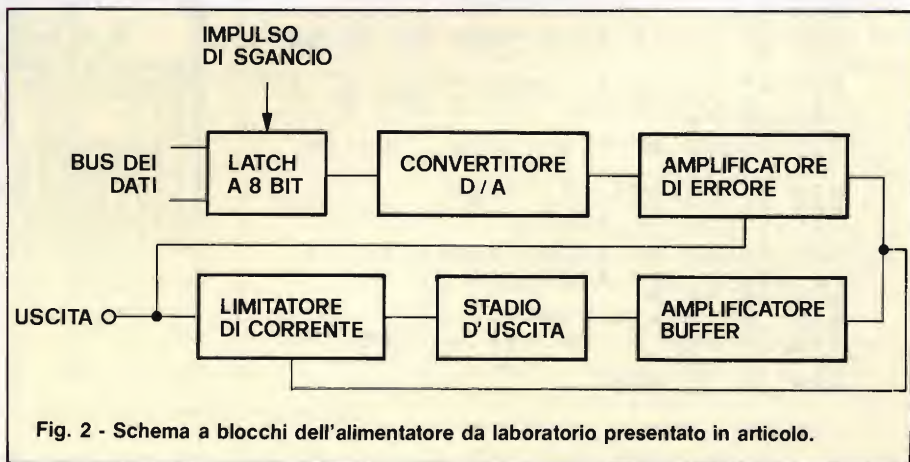 IMPULSO
DI SGANCIO
BUS DEI
DATI
LATCH
A 8 BIT
CONVERTITORE
D / A
AMPLIFICATORE
DI ERRORE
USCITA
LIMITATORE
DI CORRENTE
STADIO
D' USCITA
AMPLIFICATORE
BUFFER
Fig. 2 - Schema a blocchi dell'alimentatore da laboratorio presentato in articolo.